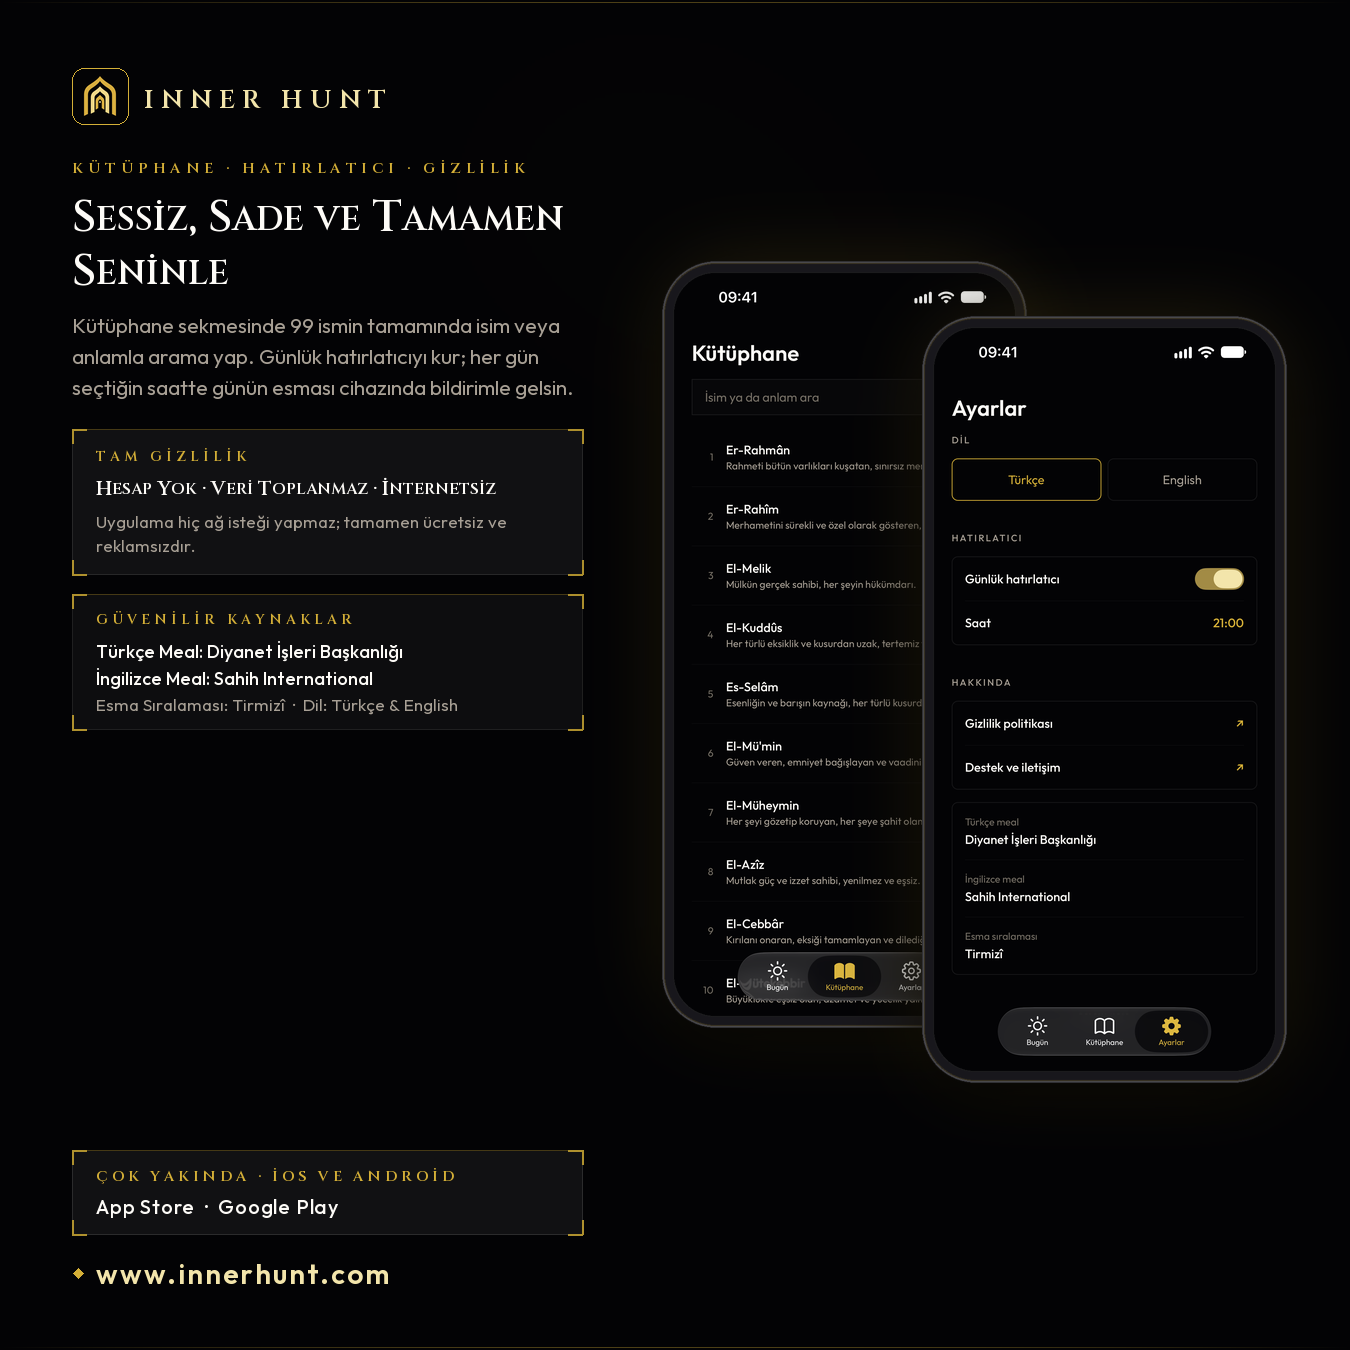 INNER HUNT
KÜTÜPHANE · HATIRLATICI · GİZLİLİK
Sessiz, Sade ve Tamamen
Seninle
Kütüphane sekmesinde 99 ismin tamamında isim veya
anlamla arama yap. Günlük hatırlatıcıyı kur; her gün
seçtiğin saatte günün esması cihazında bildirimle gelsin.
TAM GİZLİLİK
Hesap Yok · Veri Toplanmaz · İnternetsiz
Uygulama hiç ağ isteği yapmaz; tamamen ücretsiz ve
reklamsızdır.
GÜVENİLİR KAYNAKLAR
Türkçe Meal: Diyanet İşleri Başkanlığı
İngilizce Meal: Sahih International
Esma Sıralaması: Tirmizî · Dil: Türkçe & English
ÇOK YAKINDA · İOS VE ANDROİD
App Store · Google Play
www.innerhunt.com
09:41
Kütüphane
İsim ya da anlam ara
1 Er-Rahmân
Rahmeti bütün varlıkları kuşatan, sınırsız
2 Er-Rahîm
Merhametini sürekli ve özel olarak gösteren,
3 El-Melik
Mülkün gerçek sahibi, her şeyin hükümdarı.
4 El-Kuddûs
Her türlü eksiklik ve kusurdan uzak, tertemiz
5 Es-Selâm
Esenliğin ve barışın kaynağı, her türlü
6 El-Mü'min
Güven veren, emniyet bağışlayan ve
7 El-Müheymin
Her şeyi gözetip koruyan, her şeye şahit
8 El-Azîz
Mutlak güç ve izzet sahibi, yenilmez ve eşsiz.
9 El-Cebbâr
Kırılanı onaran, eksiği tamamlayan ve
10
Bugün
Kütüphane
09:41
Ayarlar
DİL
Türkçe
English
HATIRLATICI
Günlük hatırlatıcı
Saat 21:00
HAKKINDA
Gizlilik politikası
Destek ve iletişim
Türkçe meal
Diyanet İşleri Başkanlığı
İngilizce meal
Sahih International
Esma sıralaması
Tirmizî
Bugün
Kütüphane
Ayarlar